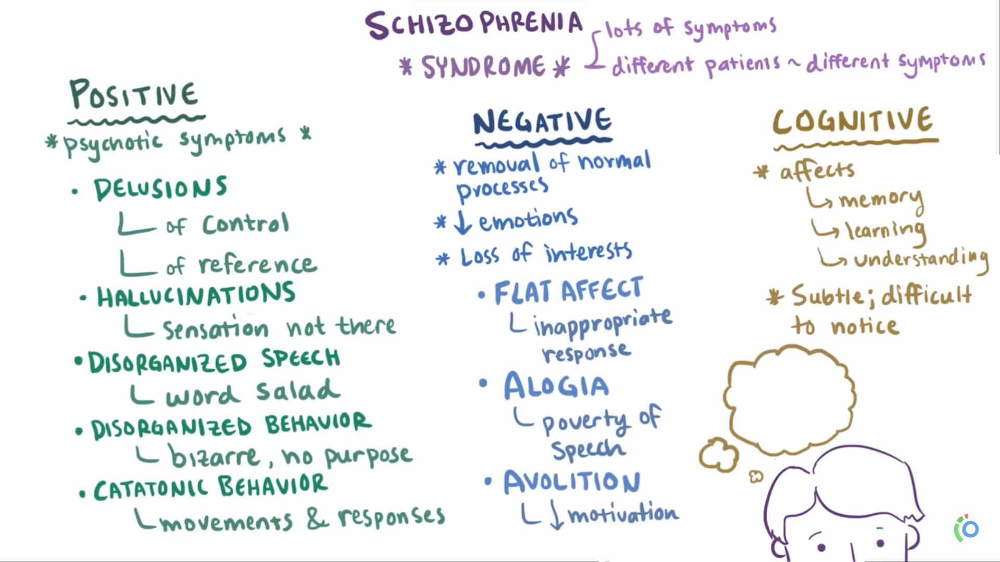 SCHIZOPHRENIA
lots of symptoms
* SYNDROME *
different patients ~ different symptoms
POSITIVE
* psychotic symptoms *
• DELUSIONS
of control
of reference
• HALLUCINATIONS
sensation not there
• DISORGANIZED SPEECH
word salad
• DISORGANIZED BEHAVIOR
bizarre, no purpose
• CATATONIC BEHAVIOR
movements & responses
NEGATIVE
* removal of normal
processes
* ↓ emotions
* Loss of interests
• FLAT AFFECT
inappropriate
response
• ALOGIA
poverty of
speech
• AVOLITION
↓ motivation
COGNITIVE
* affects
↳ memory
↳ learning
↳ understanding
* Subtle; difficult
to notice